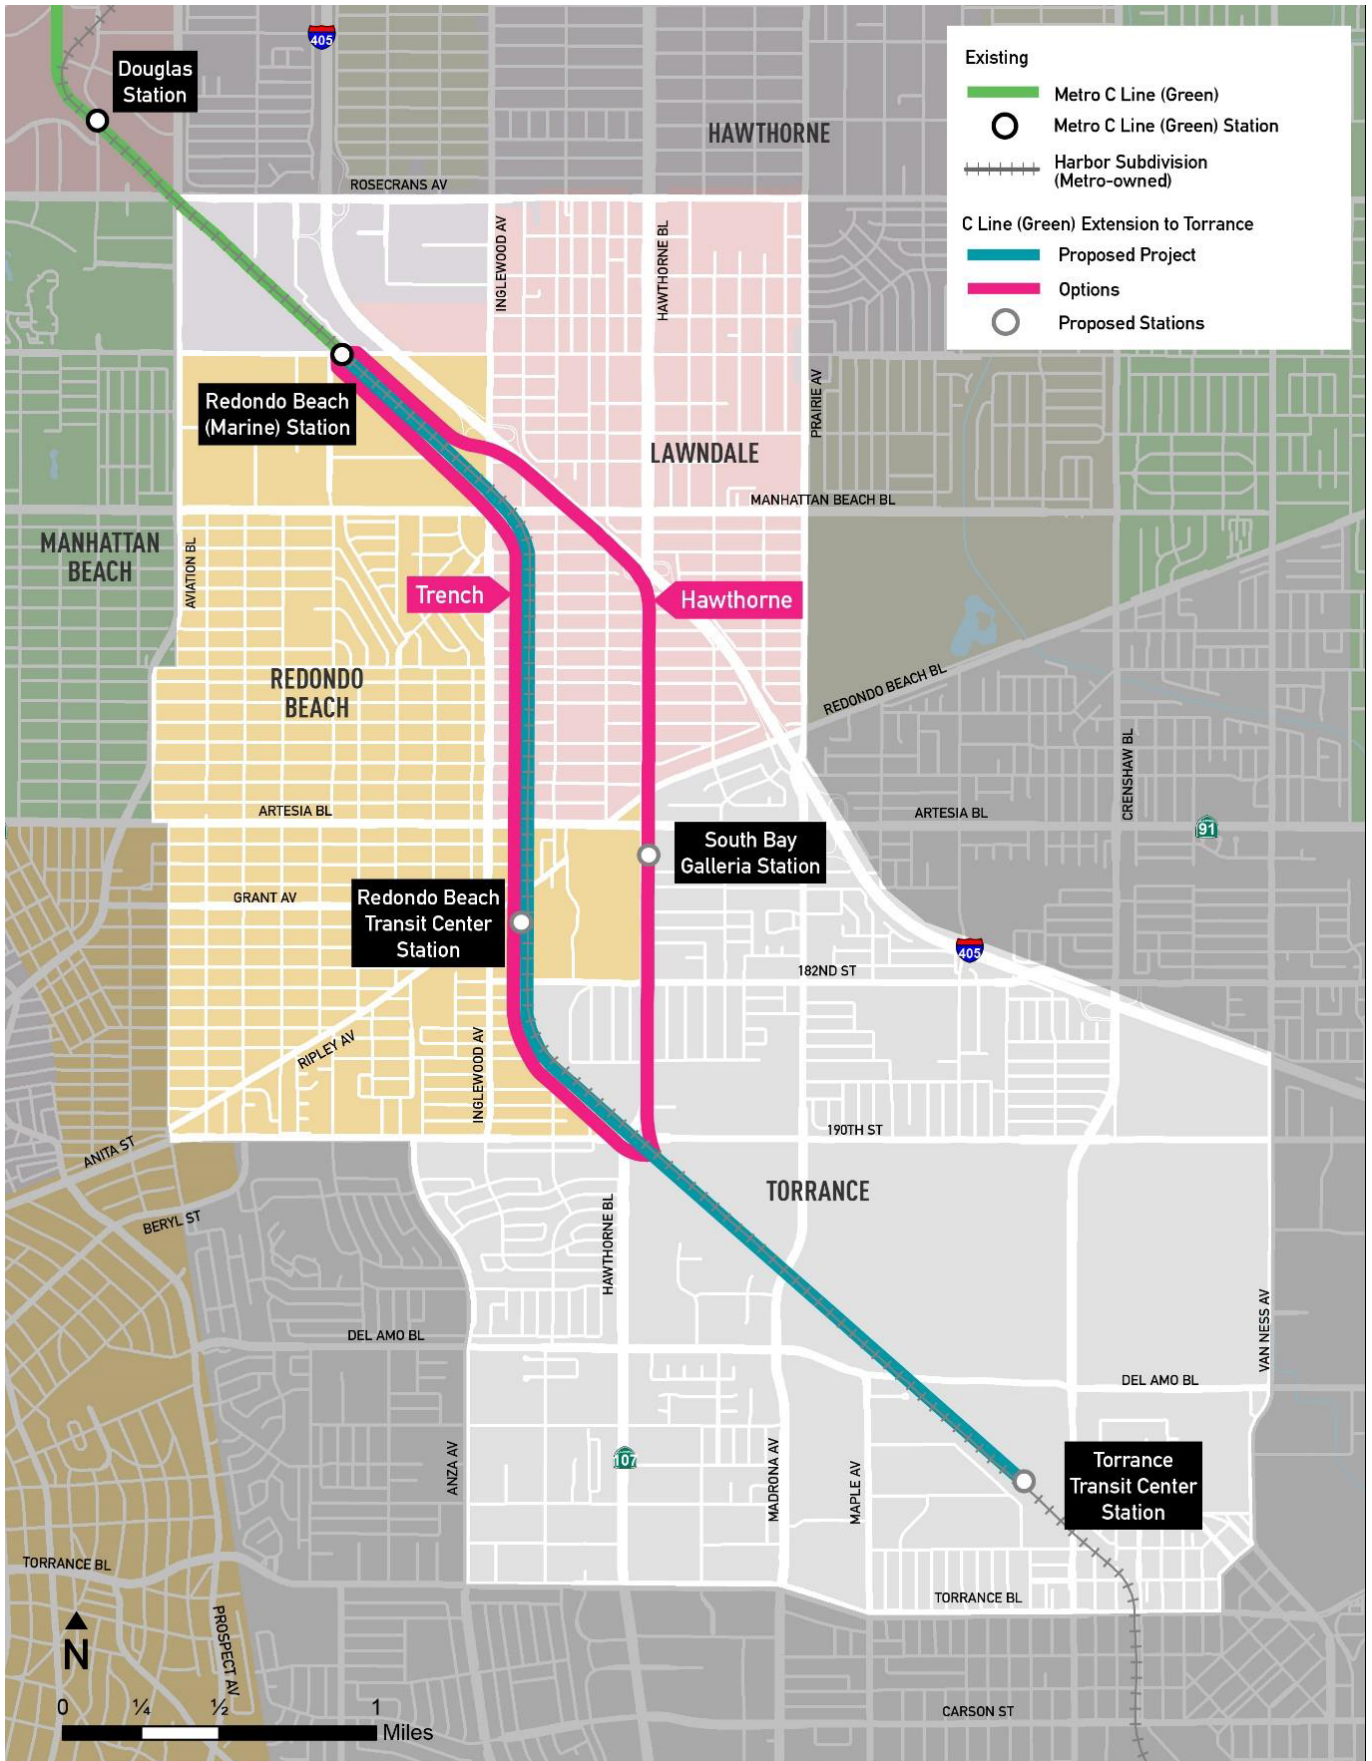 405
Douglas
Station
Existing
Metro C Line (Green)
Metro C Line (Green) Station
Harbor Subdivision
(Metro-owned)
C Line (Green) Extension to Torrance
Proposed Project
Options
Proposed Stations
HAWTHORNE
ROSECRANS AV
INGLEWOOD AV
HAWTHORNE BL
Redondo Beach
(Marine) Station
PRAIRIE AV
LAWNDALE
MANHATTAN BEACH BL
MANHATTAN
BEACH
AVIATION BL
Trench
Hawthorne
REDONDO
BEACH
REDONDO BEACH BL
CRENSHAW BL
ARTESIA BL
ARTESIA BL
91
South Bay
Galleria Station
GRANT AV
Redondo Beach
Transit Center
Station
405
182ND ST
RIPLEY AV
INGLEWOOD AV
190TH ST
ANITA ST
TORRANCE
BERYL ST
HAWTHORNE BL
DEL AMO BL
VAN NESS AV
DEL AMO BL
ANZA AV
107
MADRONA AV
MAPLE AV
Torrance
Transit Center
Station
TORRANCE BL
TORRANCE BL
PROSPECT AV
N
0 ¼ ½ 1
Miles
CARSON ST